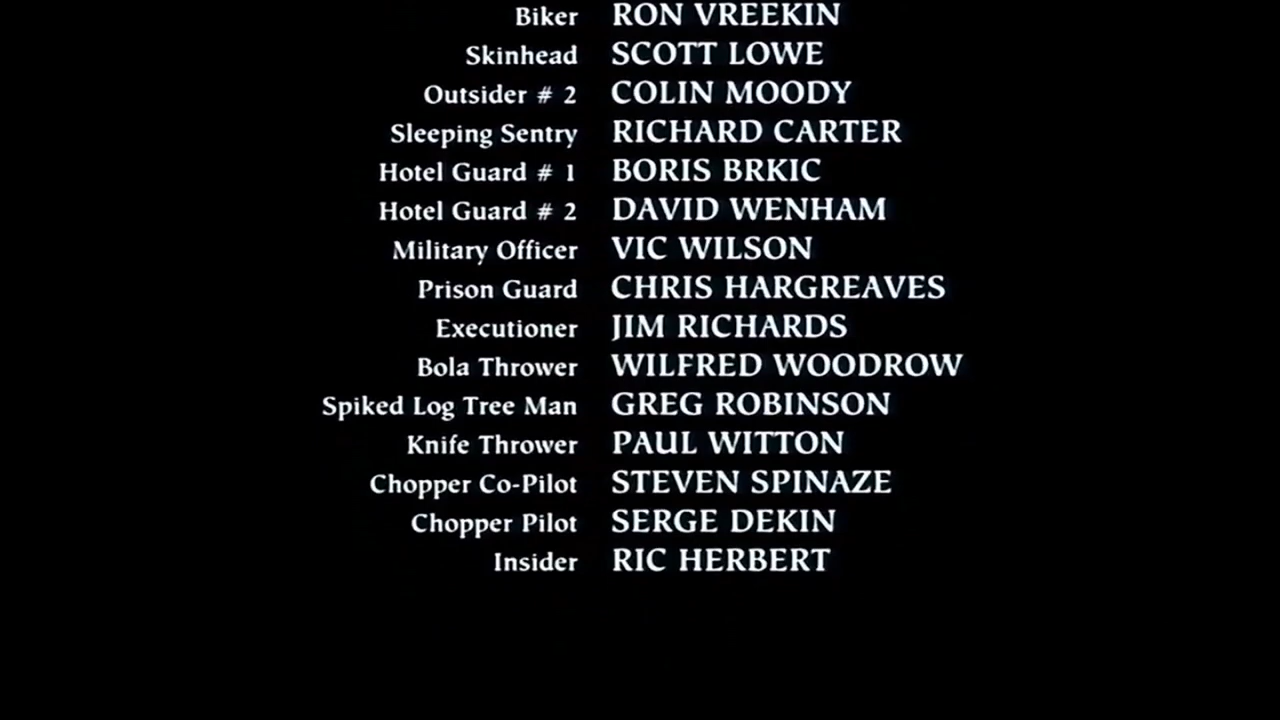 Biker RON VREEKIN
Skinhead SCOTT LOWE
Outsider # 2 COLIN MOODY
Sleeping Sentry RICHARD CARTER
Hotel Guard # 1 BORIS BRKIC
Hotel Guard # 2 DAVID WENHAM
Military Officer VIC WILSON
Prison Guard CHRIS HARGREAVES
Executioner JIM RICHARDS
Bola Thrower WILFRED WOODROW
Spiked Log Tree Man GREG ROBINSON
Knife Thrower PAUL WITTON
Chopper Co-Pilot STEVEN SPINAZE
Chopper Pilot SERGE DEKIN
Insider RIC HERBERT